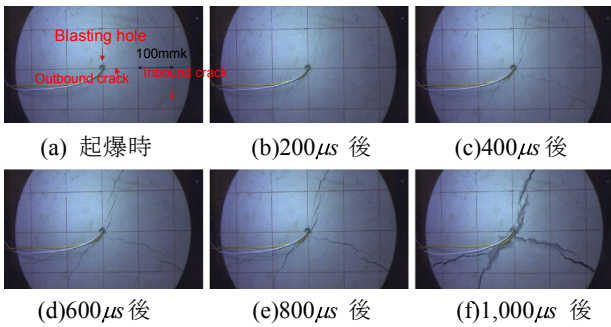 Blasting hole
100mmk
Outbound crack
Inbound crack
(a) 起爆時
(b)200μs 後
(c)400μs 後
(d)600μs 後
(e)800μs 後
(f)1,000μs 後